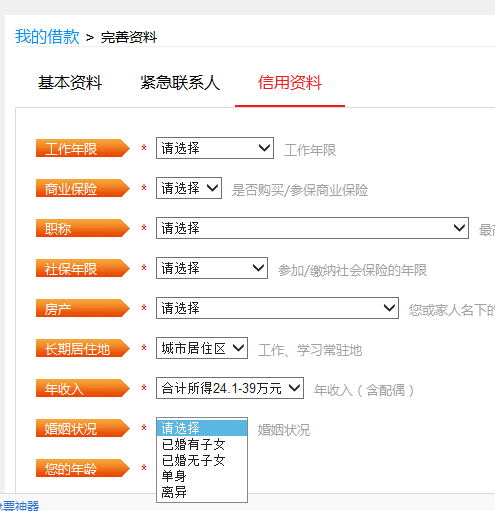 我的借款 > 完善资料
基本资料 紧急联系人 信用资料
工作年限 * 请选择 工作年限
商业保险 * 请选择 是否购买/参保商业保险
职称 * 请选择 最高
社保年限 * 请选择 参加/缴纳社会保险的年限
房产 * 请选择 您或家人名下的
长期居住地 * 城市居住区 工作、学习常驻地
年收入 * 合计所得24.1-39万元 年收入（含配偶）
婚姻状况 * 请选择 婚姻状况
已婚有子女
已婚无子女
您的年龄 * 单身
离异
票神器